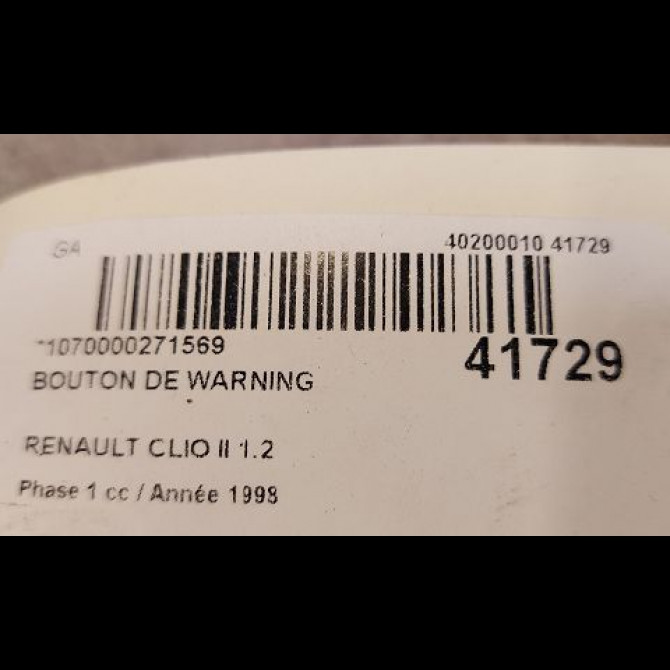 GA
40200010 41729
*1070000271569
41729
BOUTON DE WARNING
RENAULT CLIO II 1.2
Phase 1 cc / Année 1998